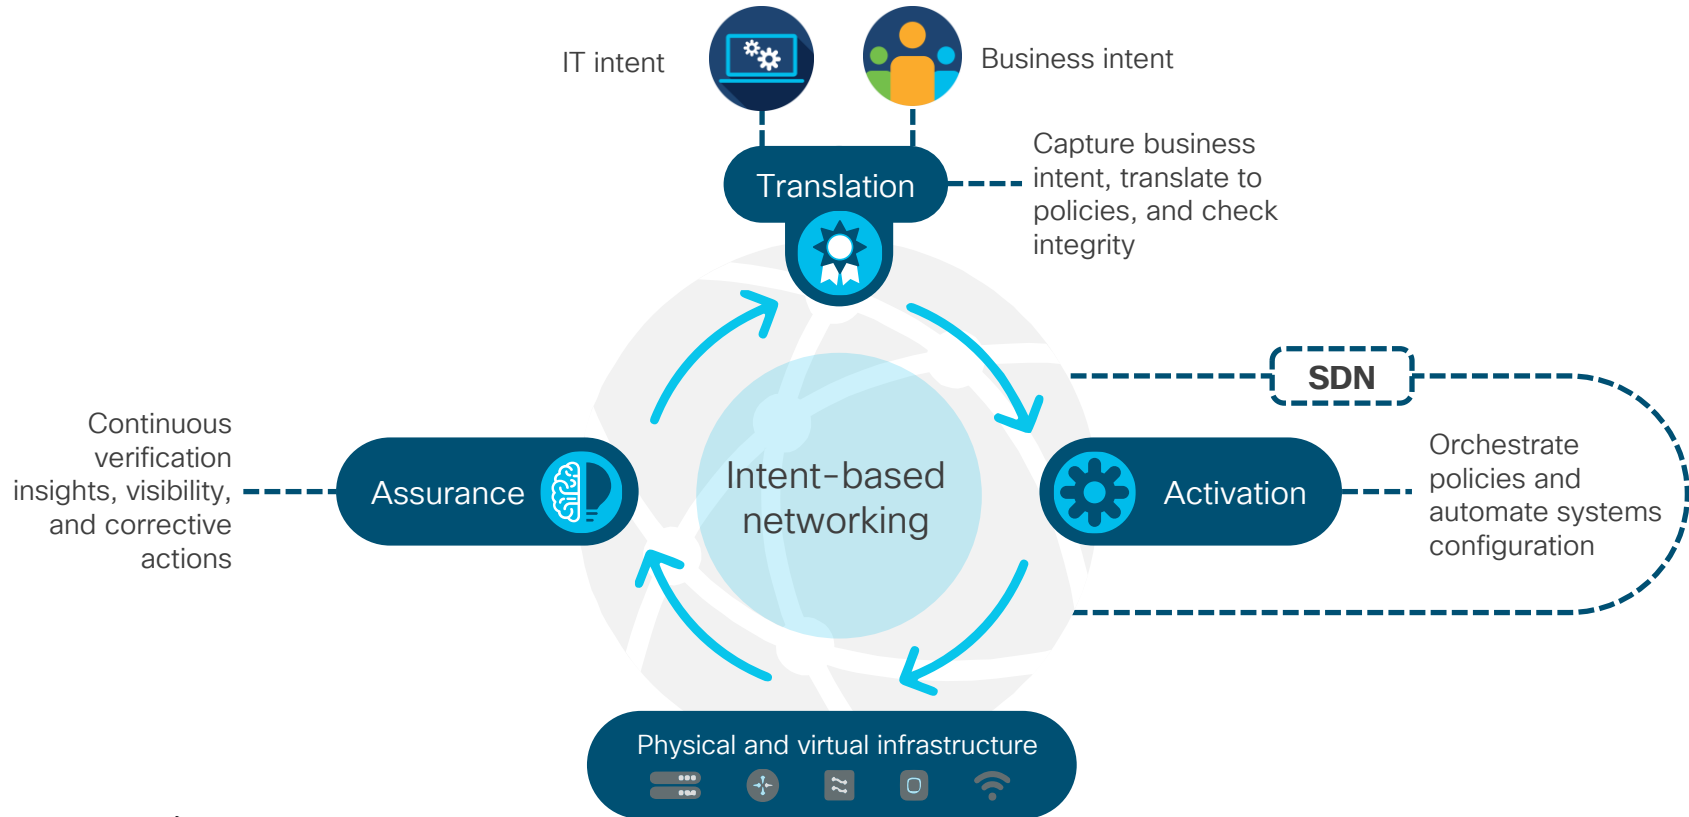 IT intent
Business intent
Translation
Capture business
intent, translate to
policies, and check
integrity
SDN
Continuous
verification
insights, visibility,
and corrective
actions
Assurance
Intent-based
networking
Activation
Orchestrate
policies and
automate systems
configuration
Physical and virtual infrastructure